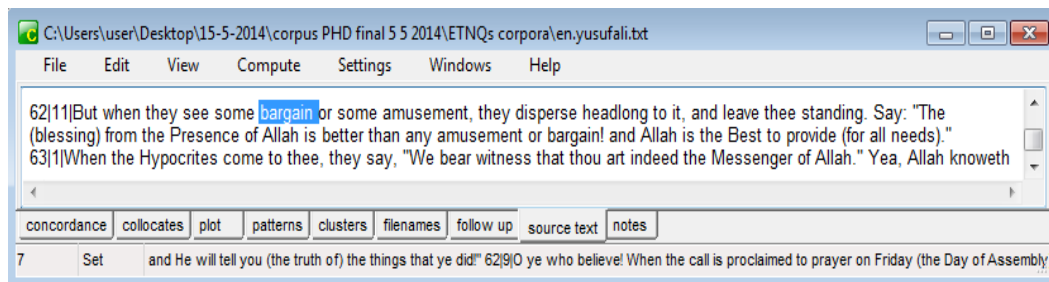 C:\Users\user\Desktop\15-5-2014\corpus PHD final 5 5 2014\ETNQs corpora\en.yusufali.txt
File Edit View Compute Settings Windows Help
62|11|But when they see some bargain or some amusement, they disperse headlong to it, and leave thee standing. Say: "The
(blessing) from the Presence of Allah is better than any amusement or bargain! and Allah is the Best to provide (for all needs)."
63|1|When the Hypocrites come to thee, they say, "We bear witness that thou art indeed the Messenger of Allah." Yea, Allah knoweth
concordance collocates plot patterns clusters filenames follow up source text notes
7 Set and He will tell you (the truth of) the things that ye did!" 62|9|O ye who believe! When the call is proclaimed to prayer on Friday (the Day of Assembly